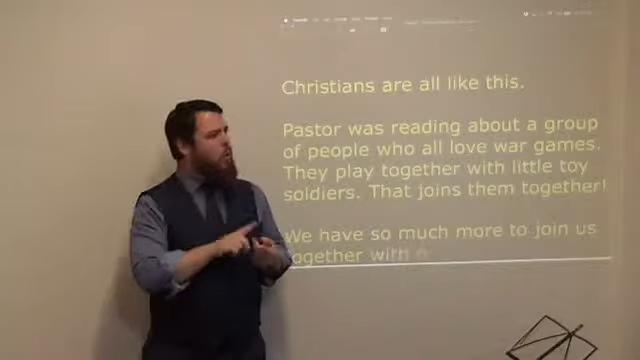 Christians are all like this.
Pastor was reading about a group
of people who all love war games.
They play together with little toy
soldiers. That joins them together!
We have so much more to join us
together with